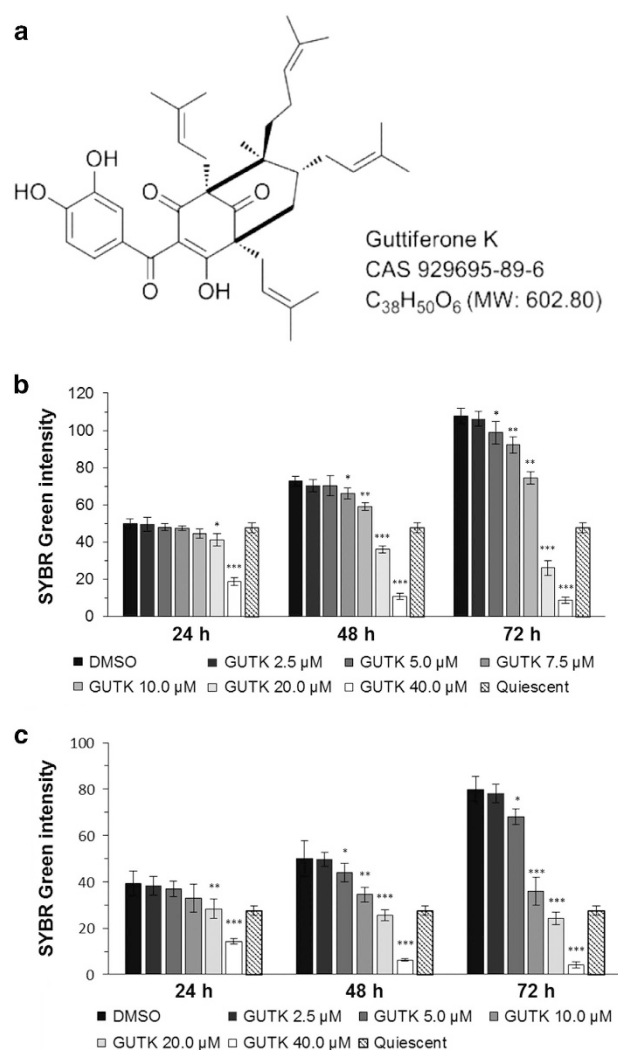 a
OH
HO
O
O
O
OH
Guttiferone K
CAS 929695-89-6
C₃₈H₅₀O₆ (MW: 602.80)
b
SYBR Green intensity
120
100
80
60
40
20
0
*
***
*
**
***
***
*
**
**
***
***
24 h
48 h
72 h
DMSO GUTK 2.5 μM GUTK 5.0 μM GUTK 7.5 μM
GUTK 10.0 μM GUTK 20.0 μM GUTK 40.0 μM Quiescent
c
SYBR Green intensity
100
80
60
40
20
0
**
***
*
**
***
***
*
***
***
***
24 h
48 h
72 h
DMSO GUTK 2.5 μM GUTK 5.0 μM GUTK 10.0 μM
GUTK 20.0 μM GUTK 40.0 μM Quiescent